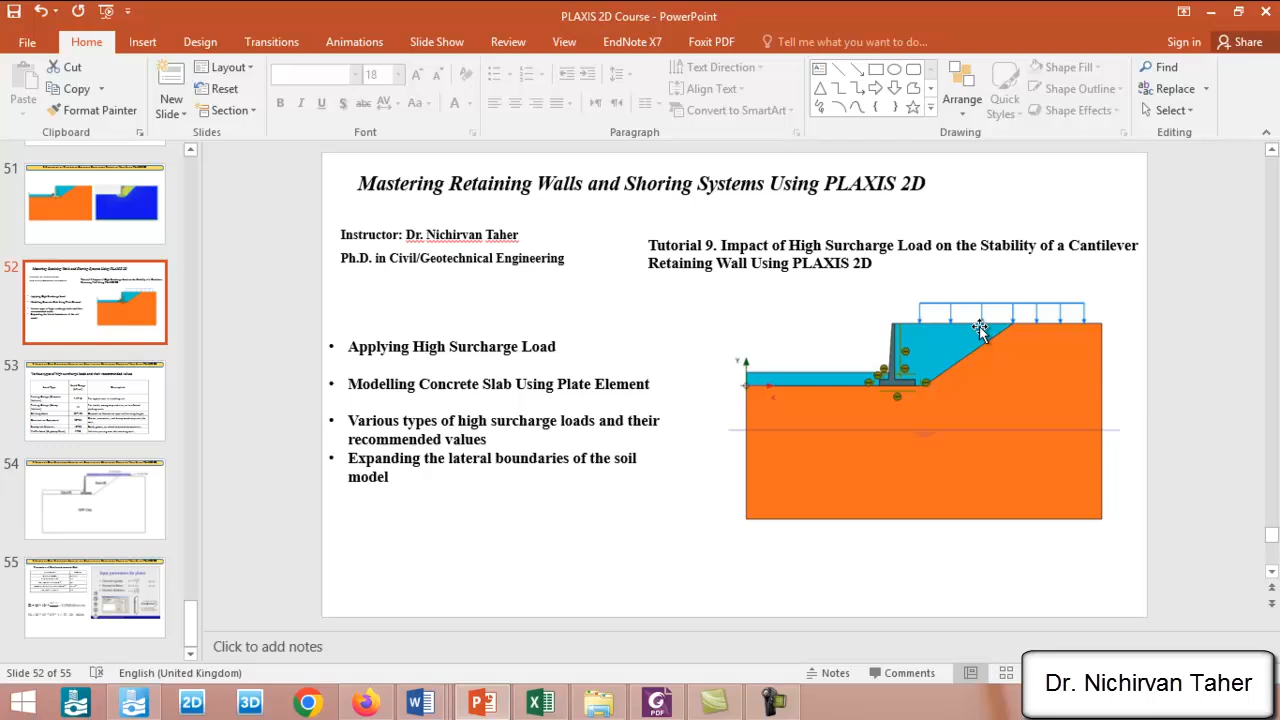 PLAXIS 2D Course - PowerPoint
File Home Insert Design Transitions Animations Slide Show Review View EndNote X7 Foxit PDF Tell me what you want to do... Sign in Share
Paste
Cut
Copy
Format Painter
Clipboard
New Slide
Layout
Reset
Section
Slides
18
B I U S abc AV Aa A
Font
Text Direction
Align Text
Convert to SmartArt
Paragraph
Arrange
Quick Styles
Shape Fill
Shape Outline
Shape Effects
Drawing
Find
Replace
Select
Editing
51
52
53
54
55
Mastering Retaining Walls and Shoring Systems Using PLAXIS 2D
Instructor: Dr. Nichirvan Taher
Ph.D. in Civil/Geotechnical Engineering
Tutorial 9. Impact of High Surcharge Load on the Stability of a Cantilever
Retaining Wall Using PLAXIS 2D
• Applying High Surcharge Load
• Modelling Concrete Slab Using Plate Element
• Various types of high surcharge loads and their
recommended values
• Expanding the lateral boundaries of the soil
model
Click to add notes
Slide 52 of 55 English (United Kingdom) Notes Comments
2D 3D PDF
Dr. Nichirvan Taher